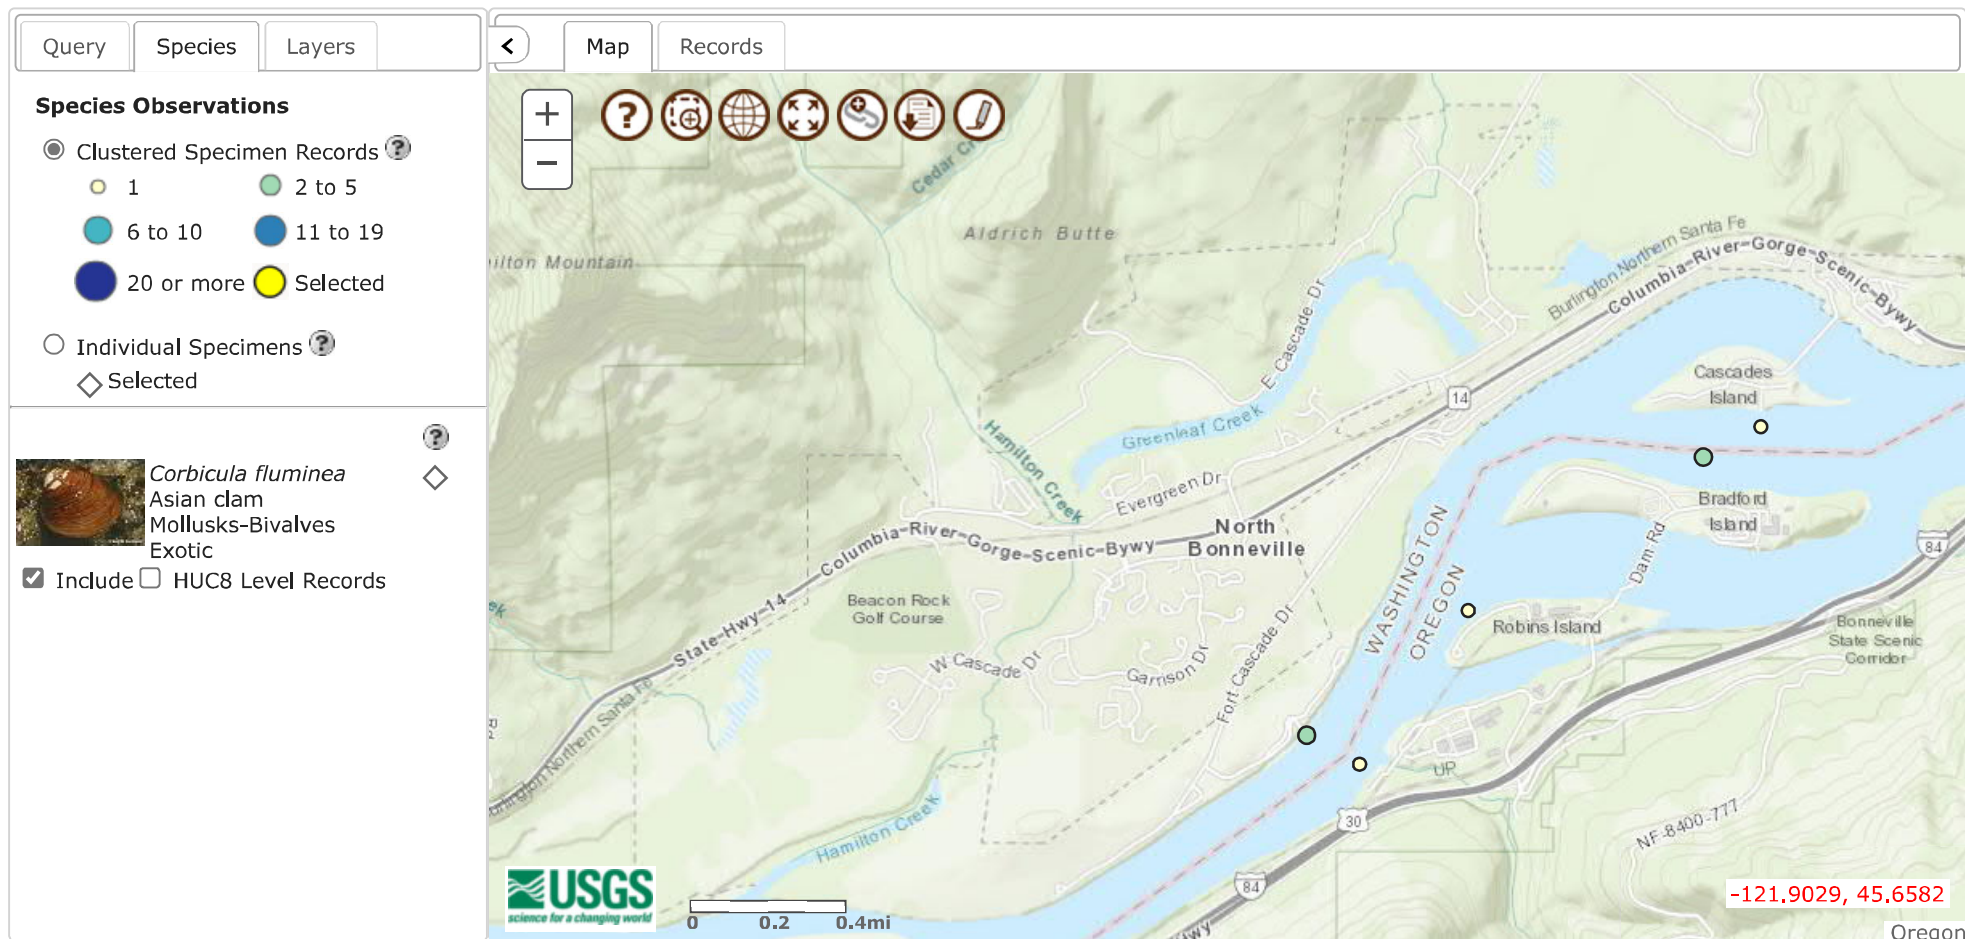 Query
Species
Layers
<
Map
Records
Species Observations
Clustered Specimen Records ?
1
2 to 5
6 to 10
11 to 19
20 or more
Selected
Individual Specimens ?
Selected
?
Corbicula fluminea
Asian clam
Mollusks-Bivalves
Exotic
Include
HUC8 Level Records
+
−
?
Cedar
Aldrich Butte
ilton Mountain
Burlington Northern Santa Fe
Columbia-River-Gorge-Scenic-Bywy
E Cascade Dr
Cascades
Island
14
Greenleaf Creek
Hamilton Creek
Evergreen Dr
North
Bonneville
Columbia-River-Gorge-Scenic-Bywy
Bradford
Island
84
Dam Rd
WASHINGTON
OREGON
Beacon Rock
Golf Course
State-Hwy-14
Robins Island
Bonneville
State Scenic
Corridor
W Cascade Dr
Garrison Dr
Fort Cascade Dr
Burlington Northern Santa Fe
UP
30
NF-8400-777
Hamilton Creek
84
USGS
science for a changing world
0 0.2 0.4mi
-121.9029, 45.6582
Oregon